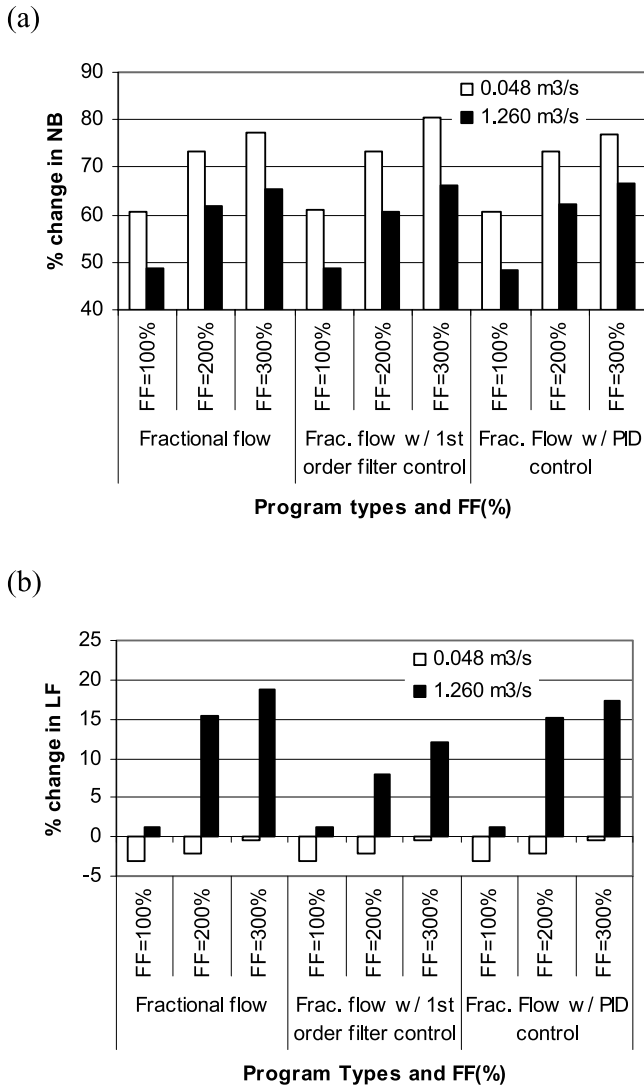 (a)
% change in NB
90
80
70
60
50
40
0.048 m3/s
1.260 m3/s
FF=100%
FF=200%
FF=300%
FF=100%
FF=200%
FF=300%
FF=100%
FF=200%
FF=300%
Fractional flow
Frac. flow w/ 1st
order filter control
Frac. Flow w/ PID
control
Program types and FF(%)
(b)
% change in LF
25
20
15
10
5
0
-5
0.048 m3/s
1.260 m3/s
FF=100%
FF=200%
FF=300%
FF=100%
FF=200%
FF=300%
FF=100%
FF=200%
FF=300%
Fractional flow
Frac. flow w/ 1st
order filter control
Frac. Flow w/ PID
control
Program Types and FF(%)